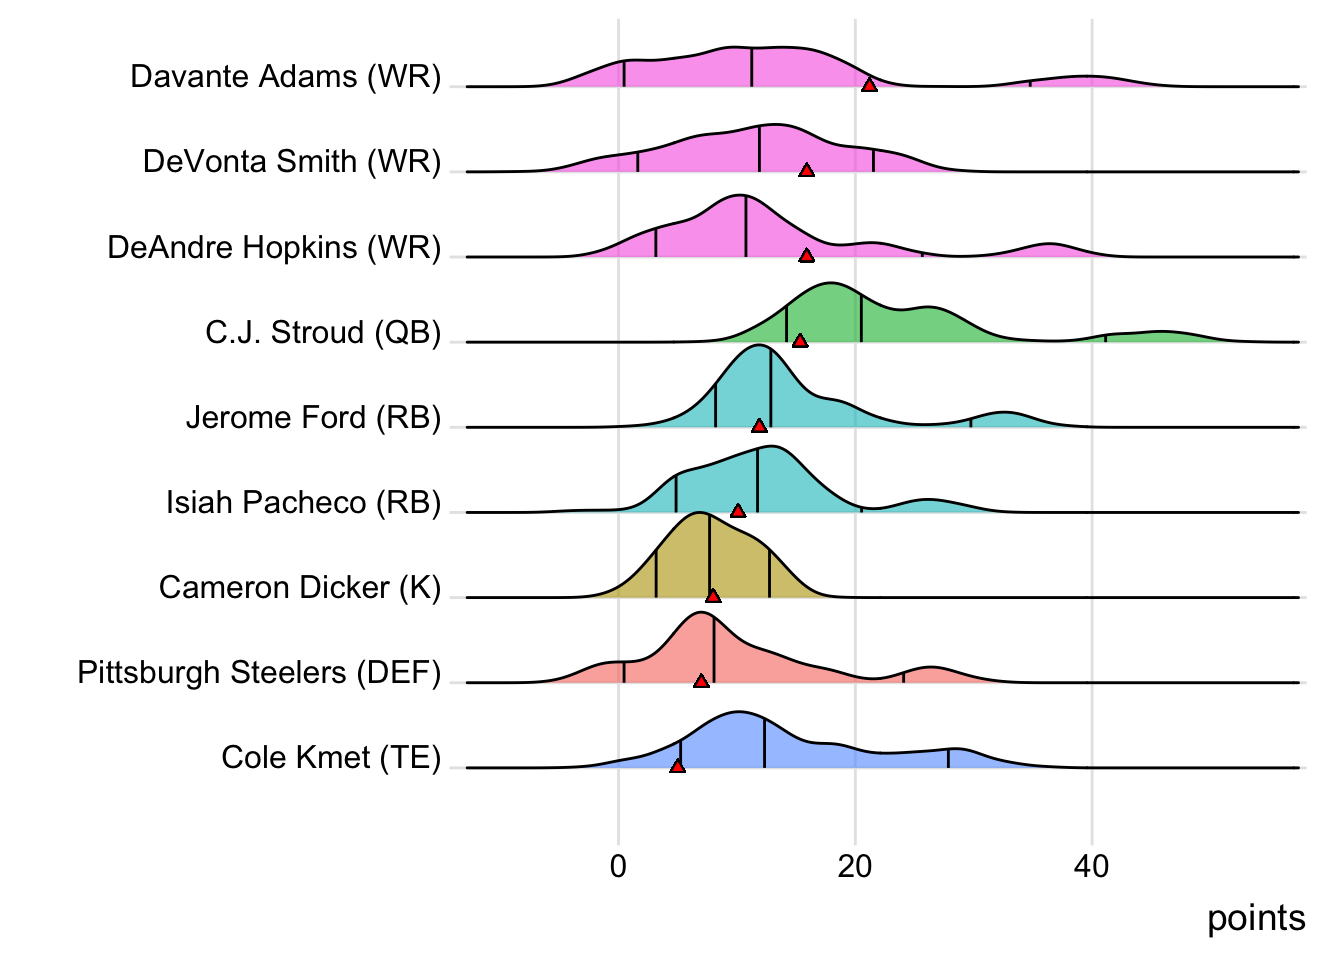 Davante Adams (WR)
DeVonta Smith (WR)
DeAndre Hopkins (WR)
C.J. Stroud (QB)
Jerome Ford (RB)
Isiah Pacheco (RB)
Cameron Dicker (K)
Pittsburgh Steelers (DEF)
Cole Kmet (TE)
0 20 40
points